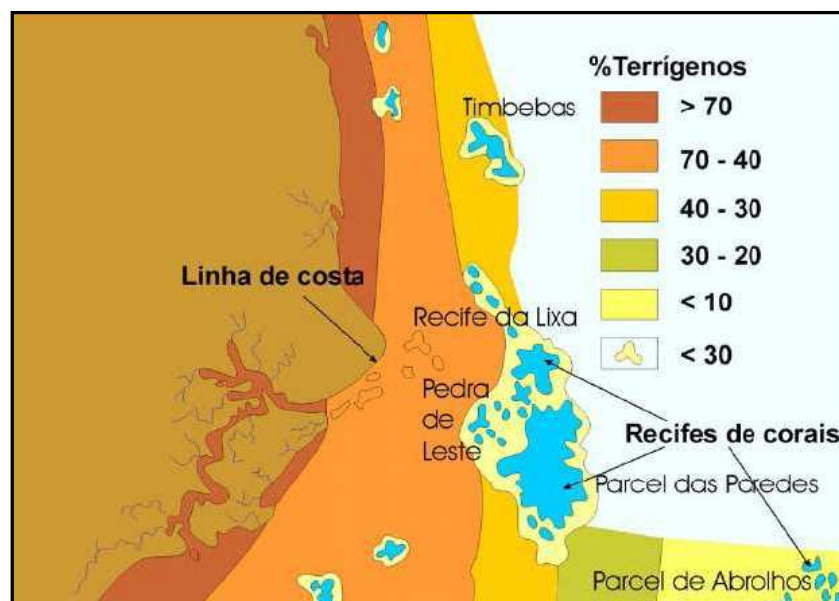 %Terrígenos
> 70
70 - 40
40 - 30
30 - 20
< 10
< 30
Timbebas
Linha de costa
Recife da Lixa
Pedra
de
Leste
Recifes de corais
Parcel das Paredes
Parcel de Abrolhos